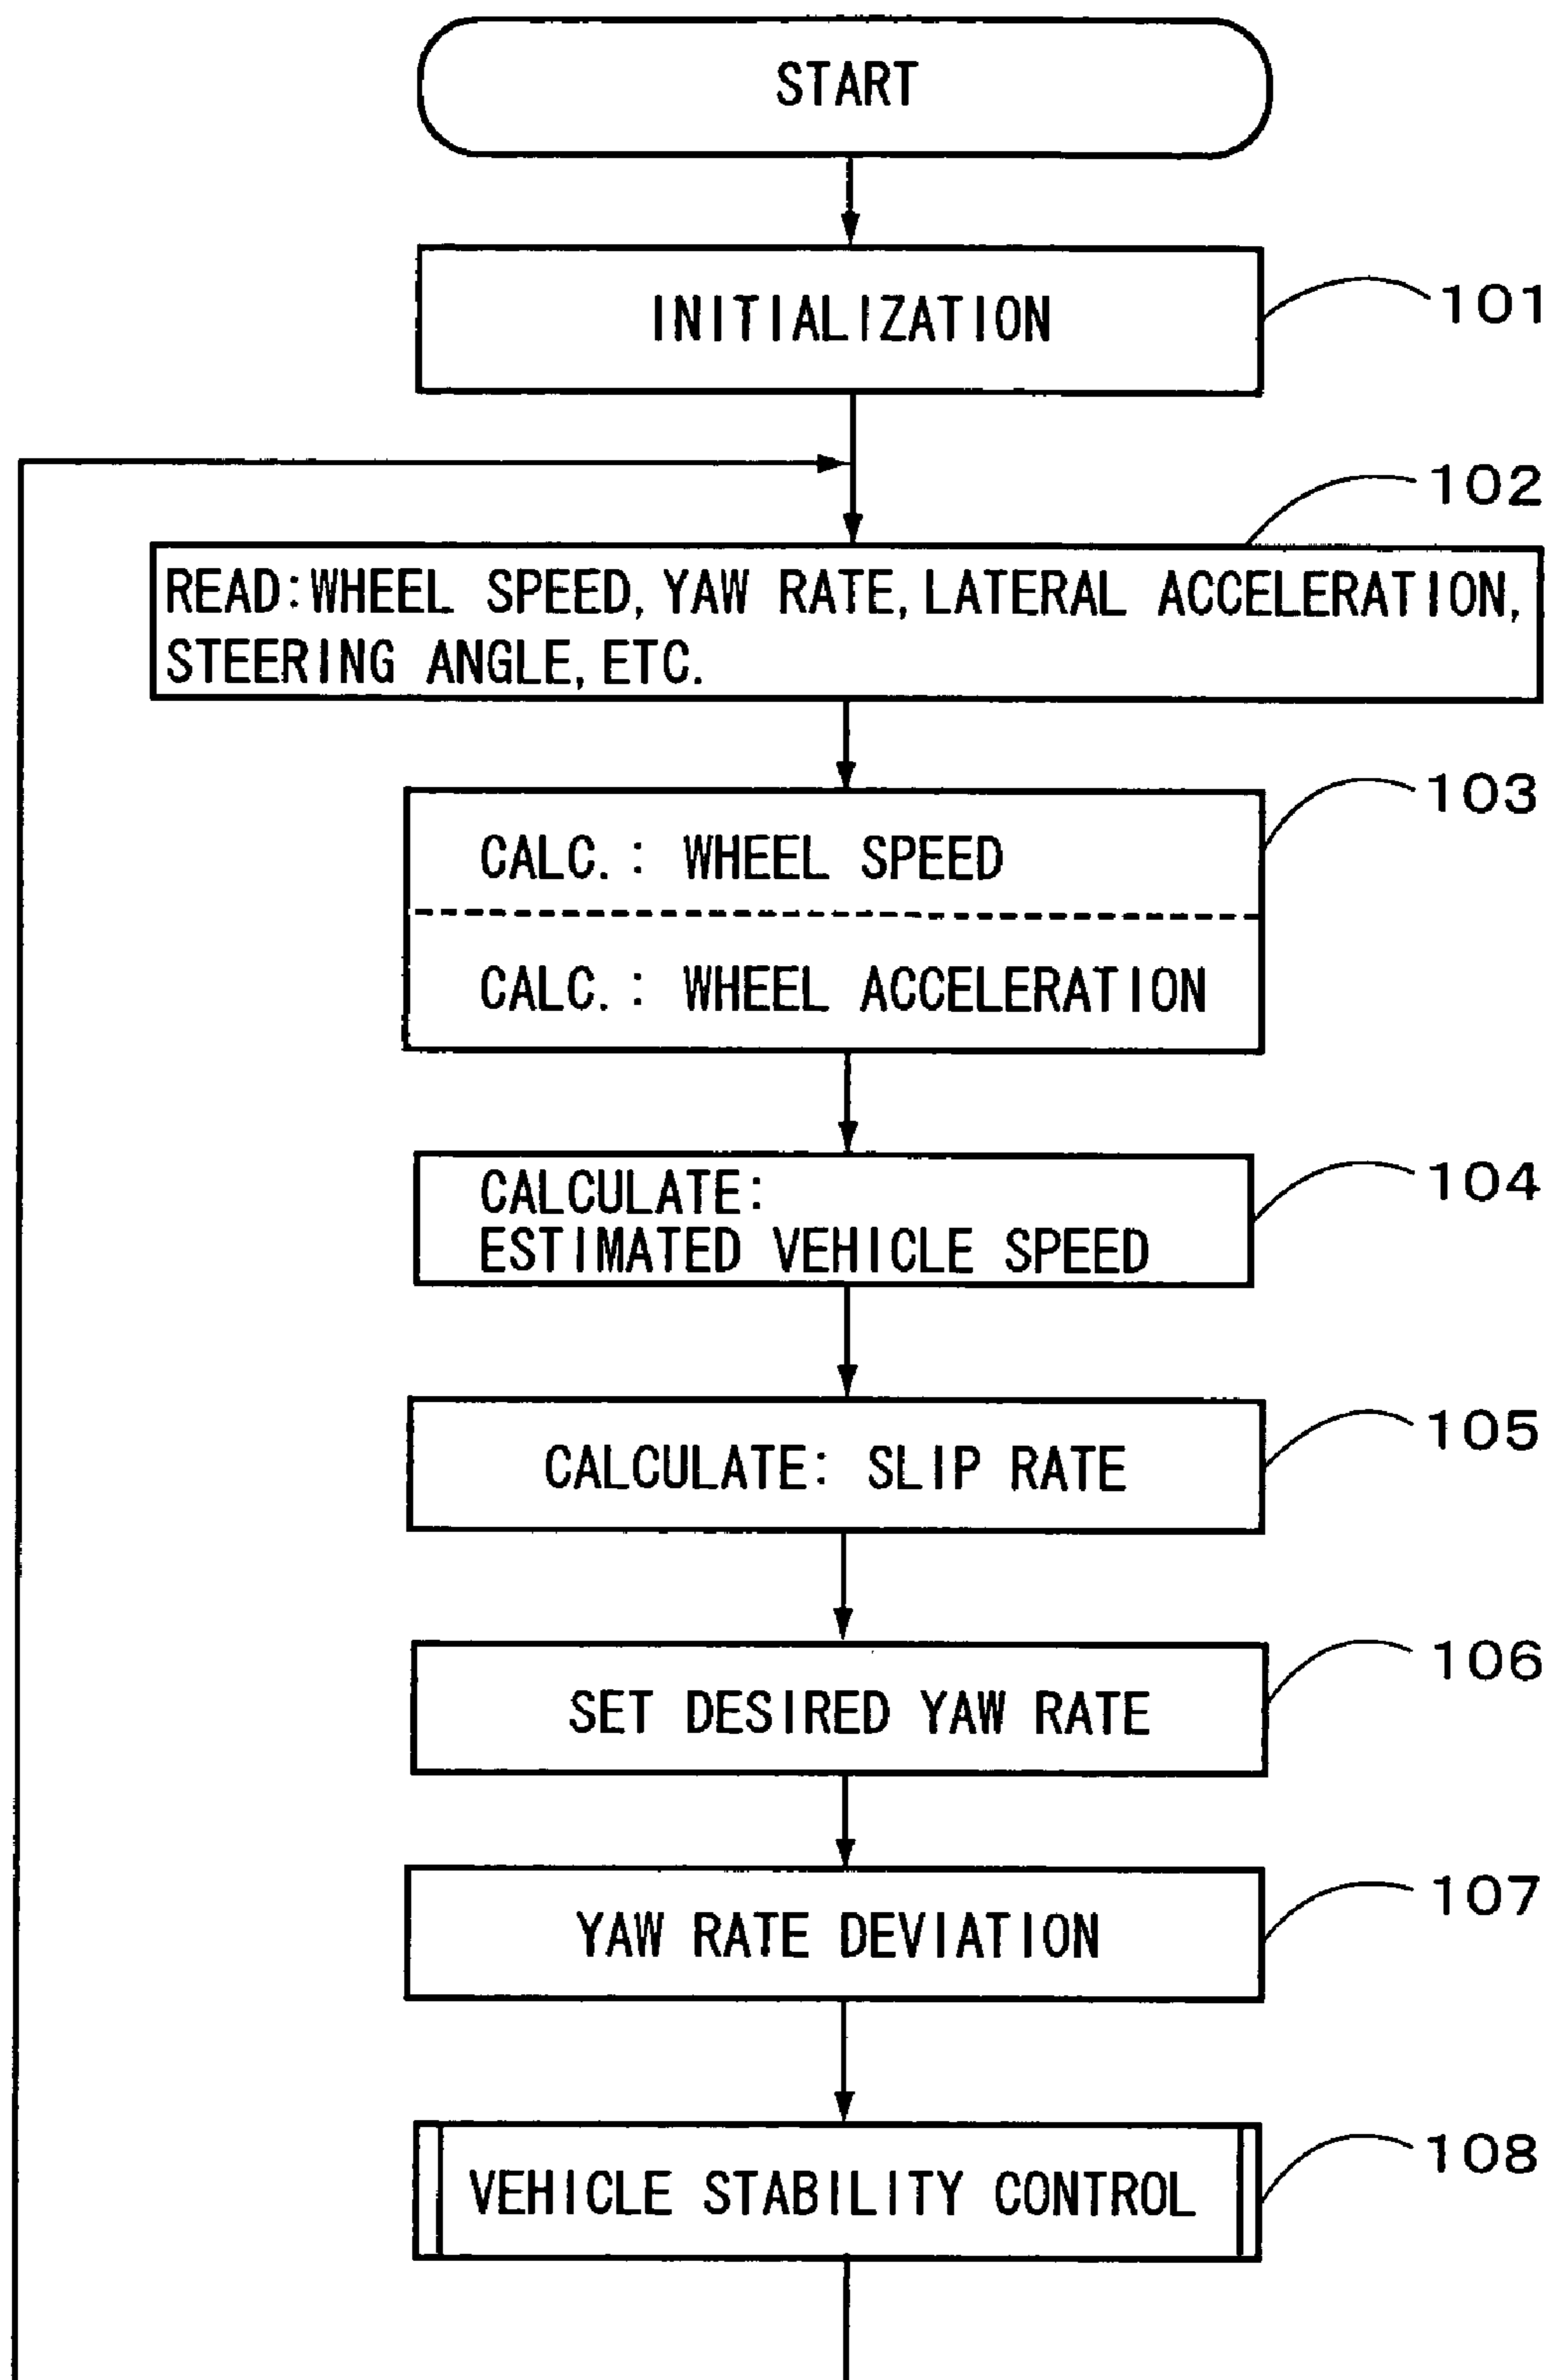 START
INITIALIZATION
101
102
READ:WHEEL SPEED, YAW RATE, LATERAL ACCELERATION,
STEERING ANGLE, ETC.
103
CALC.: WHEEL SPEED
CALC.: WHEEL ACCELERATION
104
CALCULATE:
ESTIMATED VEHICLE SPEED
105
CALCULATE: SLIP RATE
106
SET DESIRED YAW RATE
107
YAW RATE DEVIATION
108
VEHICLE STABILITY CONTROL